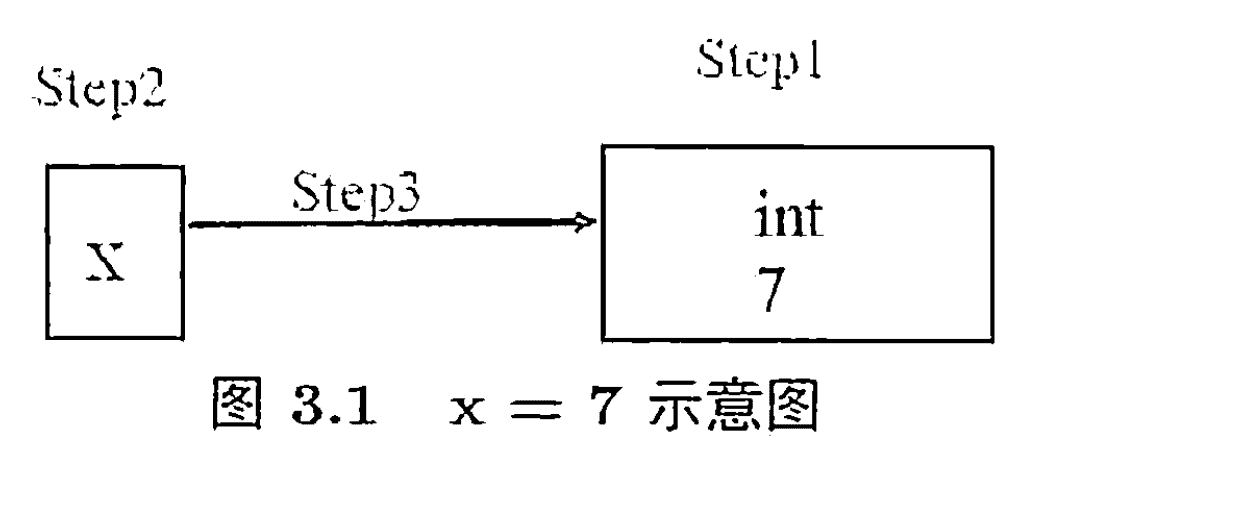 Step1
Step2
Step3
x
int
7
图 3.1 x = 7 示意图